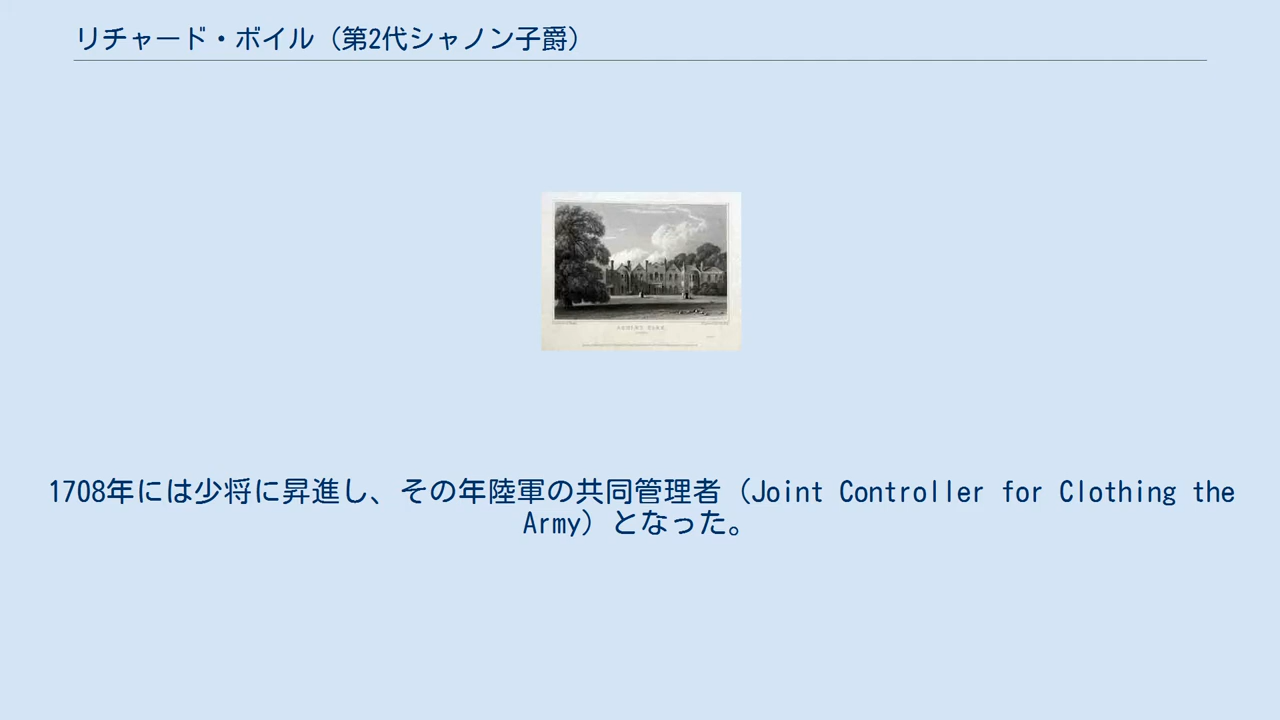 リチャード・ボイル（第2代シャノン子爵）
ASHLEY PARK
1708年には少将に昇進し、その年陸軍の共同管理者（Joint Controller for Clothing the
Army）となった。